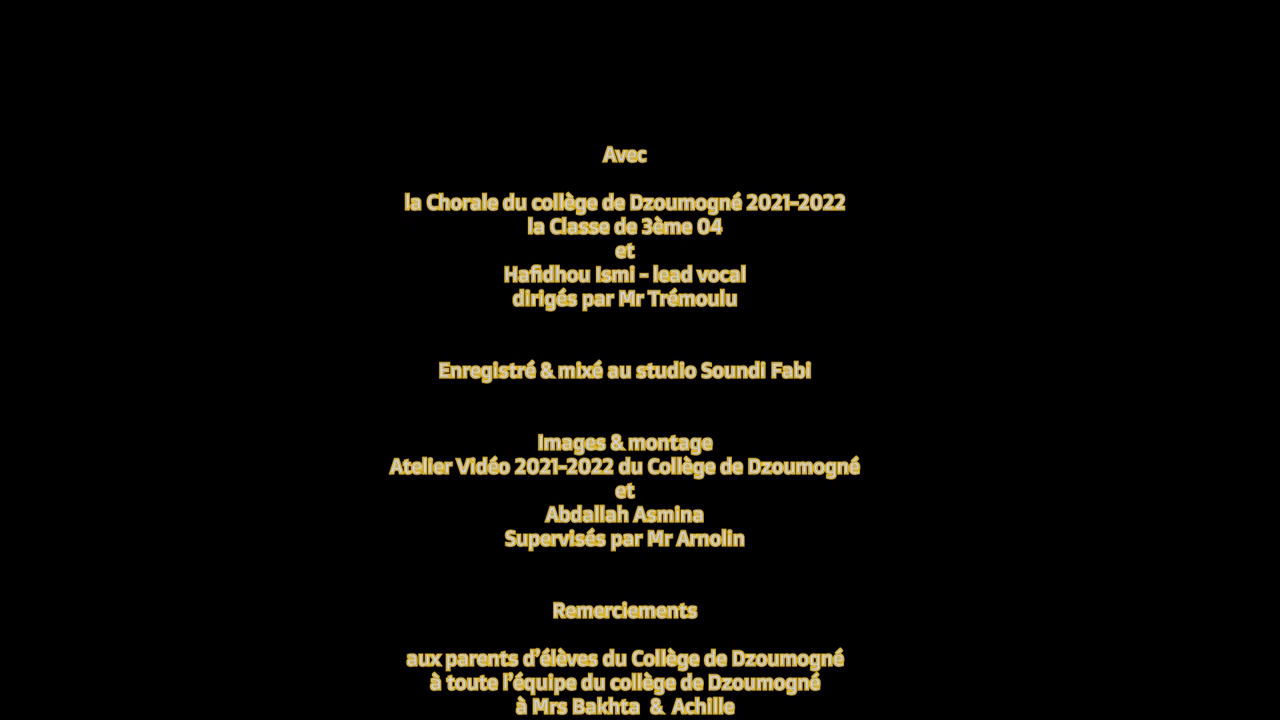 Avec
la Chorale du collège de Dzoumogné 2021-2022
la Classe de 3ème 04
et
Hafidhou Ismi - lead vocal
dirigés par Mr Trémoulu
Enregistré & mixé au studio Soundi Fabi
Images & montage
Atelier Vidéo 2021-2022 du Collège de Dzoumogné
et
Abdallah Asmina
Supervisés par Mr Arnolin
Remerciements
aux parents d'élèves du Collège de Dzoumogné
à toute l'équipe du collège de Dzoumogné
à Mrs Bakhta & Achille